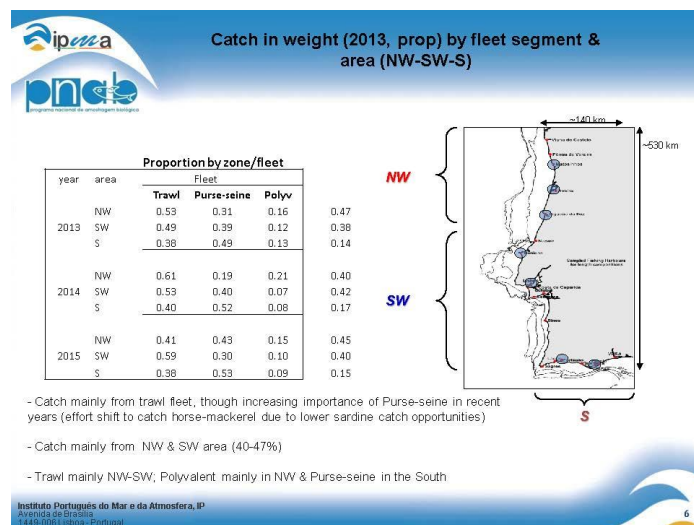 ipma
Catch in weight (2013, prop) by fleet segment &
area (NW-SW-S)
pnab
programa nacional de amostragem biológica
~140 km
~530 km
Proportion by zone/fleet
year area Fleet
Trawl Purse-seine Polyv
NW 0.53 0.31 0.16 0.47
2013 SW 0.49 0.39 0.12 0.38
S 0.38 0.49 0.13 0.14
NW 0.61 0.19 0.21 0.40
2014 SW 0.53 0.40 0.07 0.42
S 0.40 0.52 0.08 0.17
NW 0.41 0.43 0.15 0.45
2015 SW 0.59 0.30 0.10 0.40
S 0.38 0.53 0.09 0.15
NW
SW
S
Viana do Castelo
- Catch mainly from trawl fleet, though increasing importance of Purse-seine in recent
years (effort shift to catch horse-mackerel due to lower sardine catch opportunities)
- Catch mainly from NW & SW area (40-47%)
- Trawl mainly NW-SW; Polyvalent mainly in NW & Purse-seine in the South
Instituto Português do Mar e da Atmosfera, IP
Avenida de Brasília
1449-006 Lisboa - Portugal
6